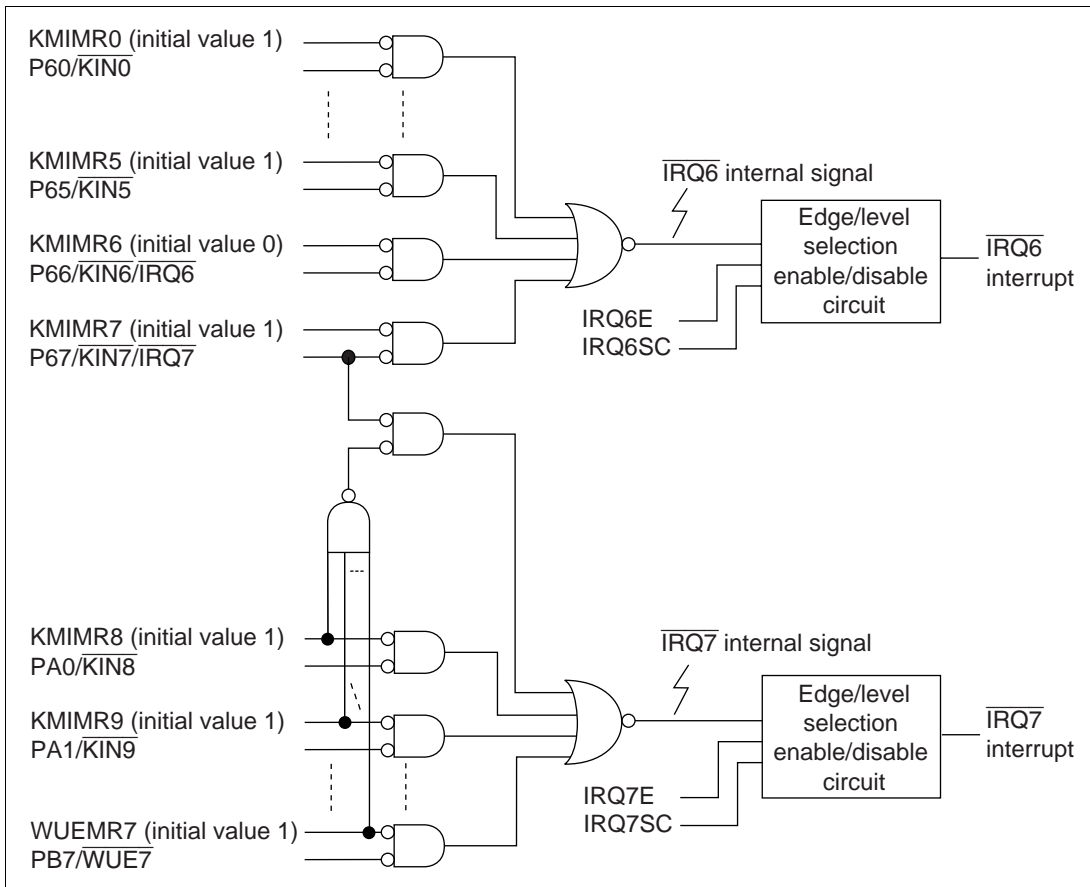 KMIMR0 (initial value 1)
P60/KIN0
KMIMR5 (initial value 1)
P65/KIN5
KMIMR6 (initial value 0)
P66/KIN6/IRQ6
KMIMR7 (initial value 1)
P67/KIN7/IRQ7
IRQ6 internal signal
Edge/level
selection
enable/disable
circuit
IRQ6
interrupt
IRQ6E
IRQ6SC
KMIMR8 (initial value 1)
PA0/KIN8
KMIMR9 (initial value 1)
PA1/KIN9
WUEMR7 (initial value 1)
PB7/WUE7
IRQ7 internal signal
Edge/level
selection
enable/disable
circuit
IRQ7
interrupt
IRQ7E
IRQ7SC